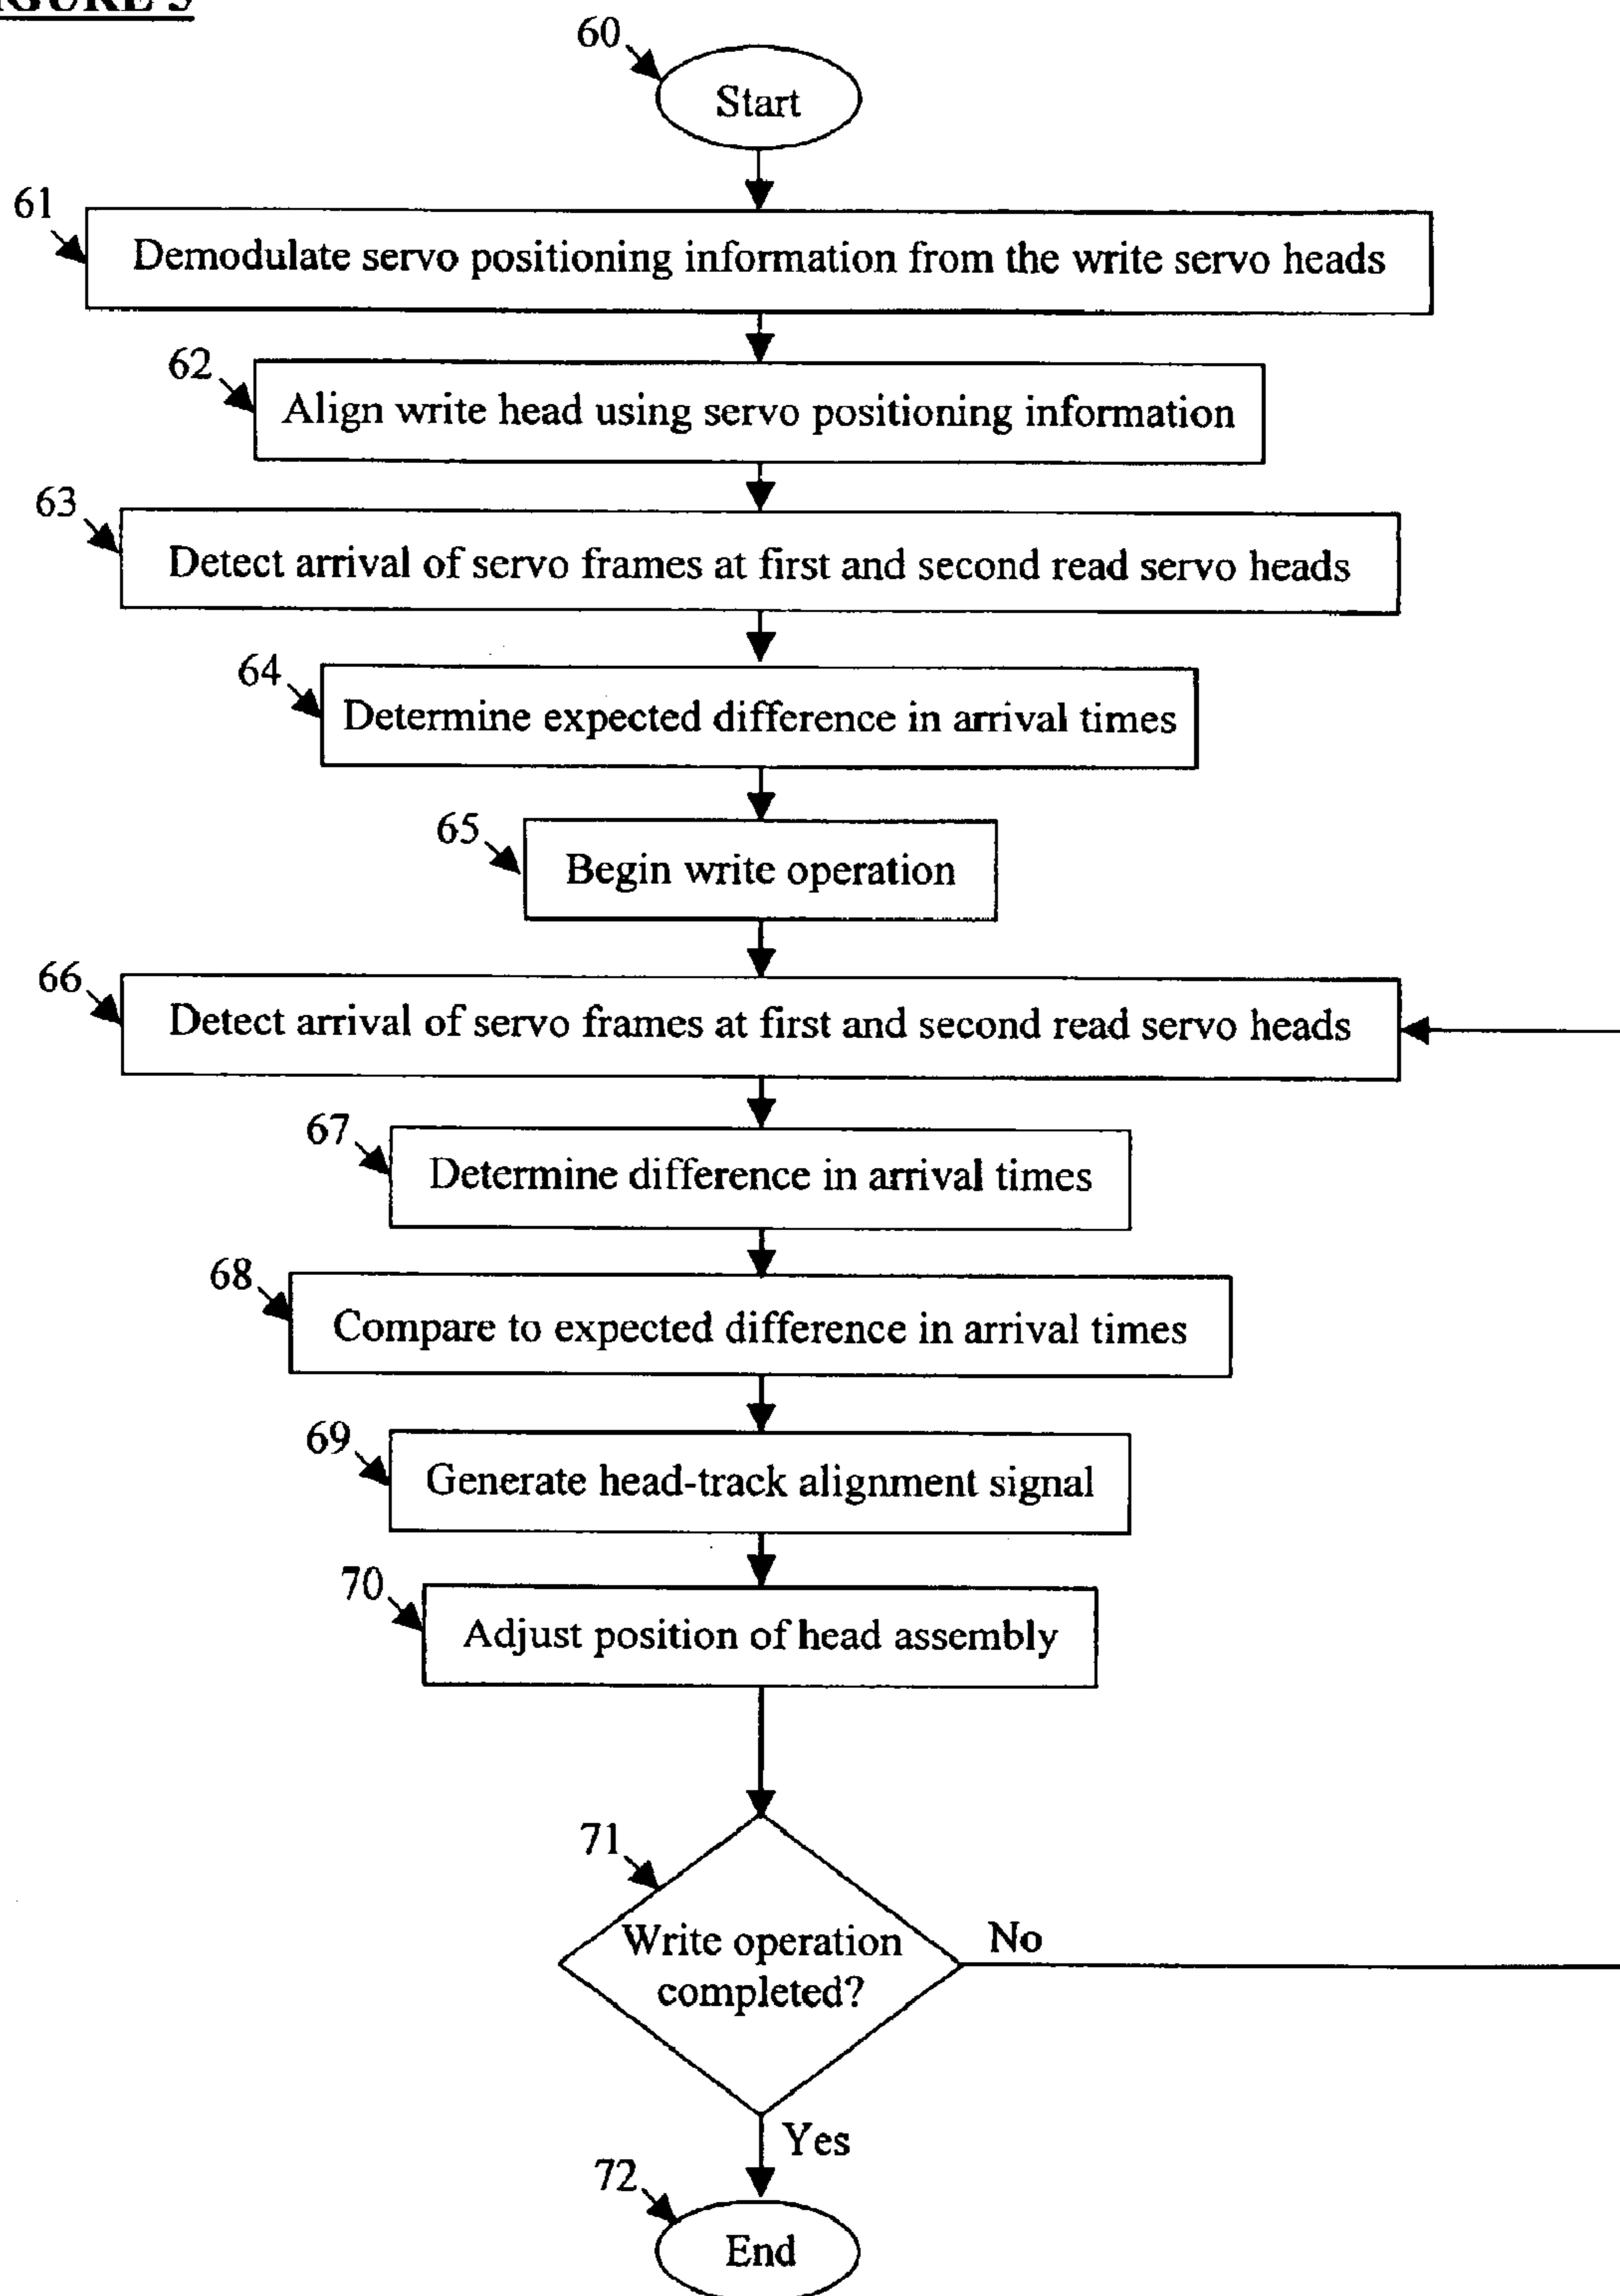 60
Start
61
Demodulate servo positioning information from the write servo heads
62
Align write head using servo positioning information
63
Detect arrival of servo frames at first and second read servo heads
64
Determine expected difference in arrival times
65
Begin write operation
66
Detect arrival of servo frames at first and second read servo heads
67
Determine difference in arrival times
68
Compare to expected difference in arrival times
69
Generate head-track alignment signal
70
Adjust position of head assembly
71
Write operation
completed?
No
Yes
72
End